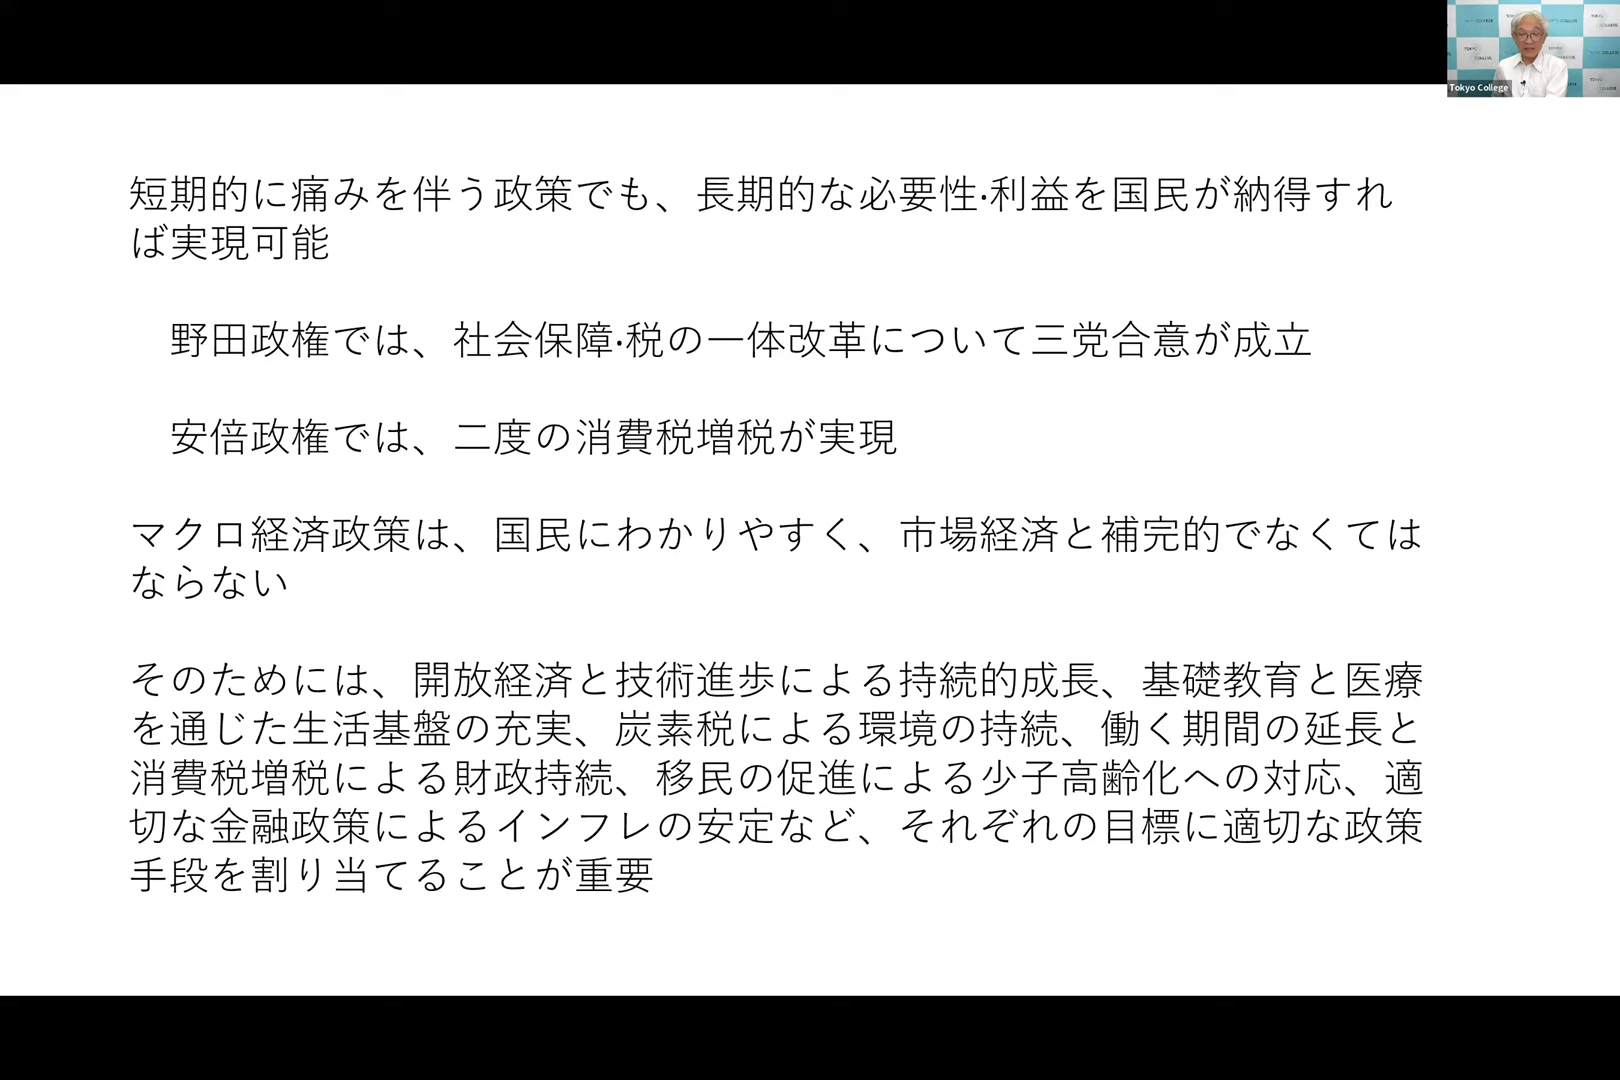 Tokyo College
短期的に痛みを伴う政策でも、長期的な必要性·利益を国民が納得すれ
ば実現可能
野田政権では、社会保障·税の一体改革について三党合意が成立
安倍政権では、二度の消費税増税が実現
マクロ経済政策は、国民にわかりやすく、市場経済と補完的でなくては
ならない
そのためには、開放経済と技術進歩による持続的成長、基礎教育と医療
を通じた生活基盤の充実、炭素税による環境の持続、働く期間の延長と
消費税増税による財政持続、移民の促進による少子高齢化への対応、適
切な金融政策によるインフレの安定など、それぞれの目標に適切な政策
手段を割り当てることが重要